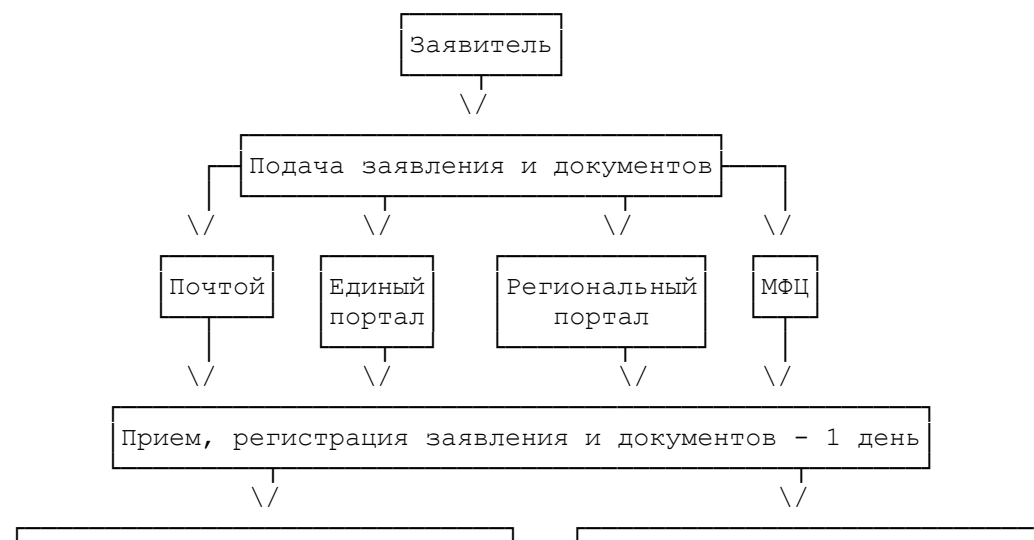 Заявитель
Подача заявления и документов
Почтой
Единый
портал
Региональный
портал
МФЦ
Прием, регистрация заявления и документов - 1 день